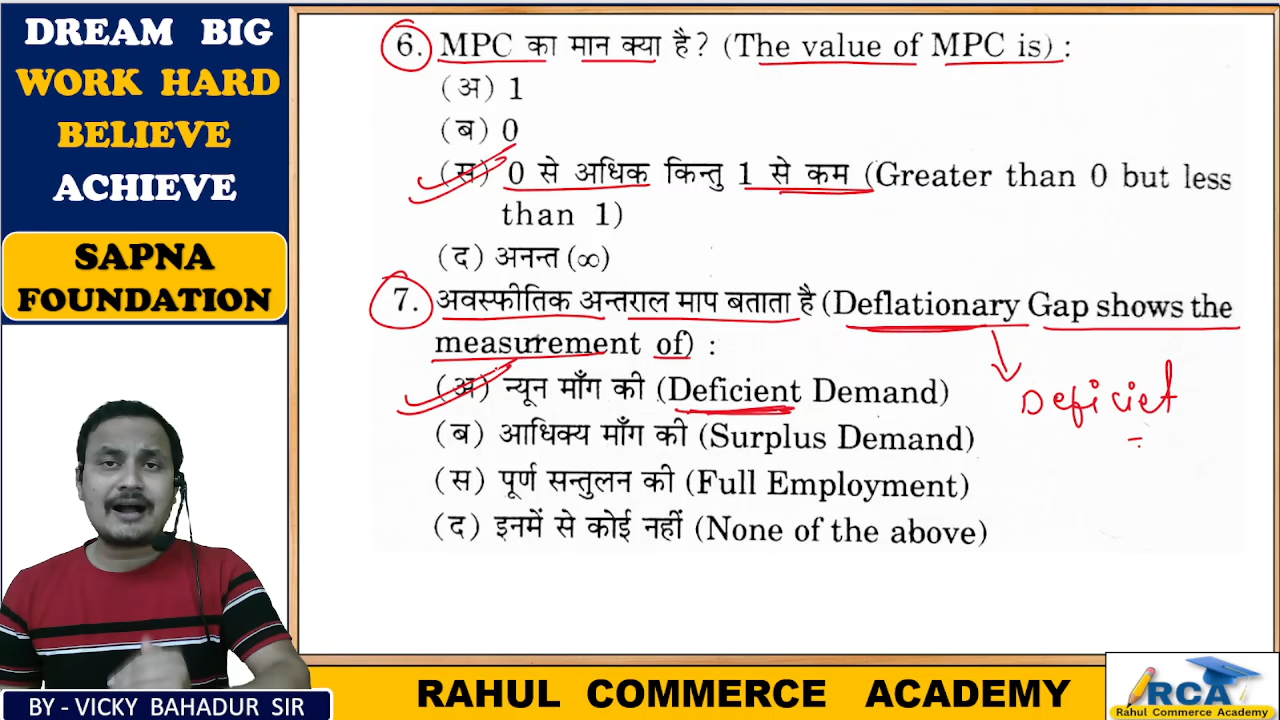 DREAM BIG
WORK HARD
BELIEVE
ACHIEVE
SAPNA
FOUNDATION
6. MPC का मान क्या है? (The value of MPC is) :
(अ) 1
(ब) 0
(स) 0 से अधिक किन्तु 1 से कम (Greater than 0 but less
than 1)
(द) अनन्त (∞)
7. अवस्फीतिक अन्तराल माप बताता है (Deflationary Gap shows the
measurement of) :
(अ) न्यून माँग की (Deficient Demand)
Deficiet
(ब) आधिक्य माँग की (Surplus Demand)
(स) पूर्ण सन्तुलन की (Full Employment)
(द) इनमें से कोई नहीं (None of the above)
BY - VICKY BAHADUR SIR
RAHUL COMMERCE ACADEMY
RCA
Rahul Commerce Academy